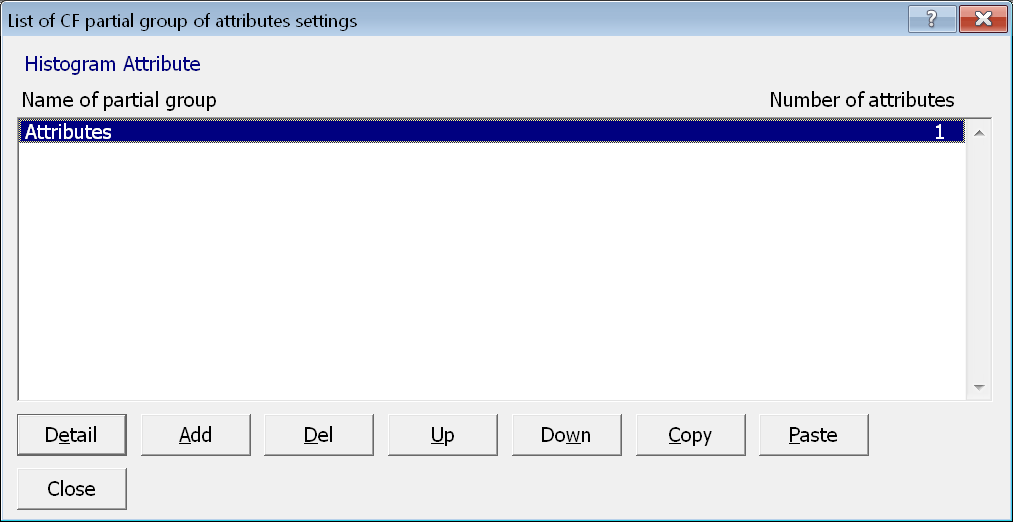 List of CF partial group of attributes settings ?
Histogram Attribute
Name of partial group Number of attributes
Attributes 1
Detail Add Del Up Down Copy Paste
Close